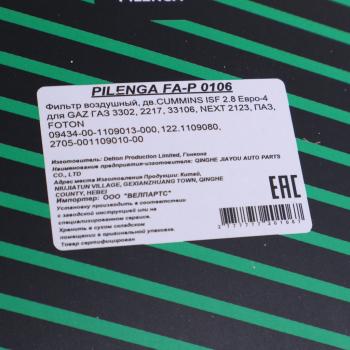 PILENGA
PILENGA FA-P 0106
Фильтр воздушный, дв.CUMMINS ISF 2.8 Евро-4
для GAZ ГАЗ 3302, 2217, 33106, NEXT 2123, ПАЗ,
FOTON
09434-00-1109013-000, 122.1109080,
2705-001109010-00
Изготовитель: Delton Production Limited, Гонконг
Наименование предприятия-изготовителя: QINGHE JIAYOU AUTO PARTS
CO., LTD
Адрес места Изготовления Продукции: Китай,
NIUJIATUN VILLAGE, GEXIANZHUANG TOWN, QINGHE
COUNTY, HEBEI
Импортер: ООО "ВЕЛПАРТС"
Установку производить в соответствии
с заводской инструкцией или на
специализированном сервисе.
Хранить в сухом складском
помещении в оригинальной упаковке.
Товар сертифицирован
EAC